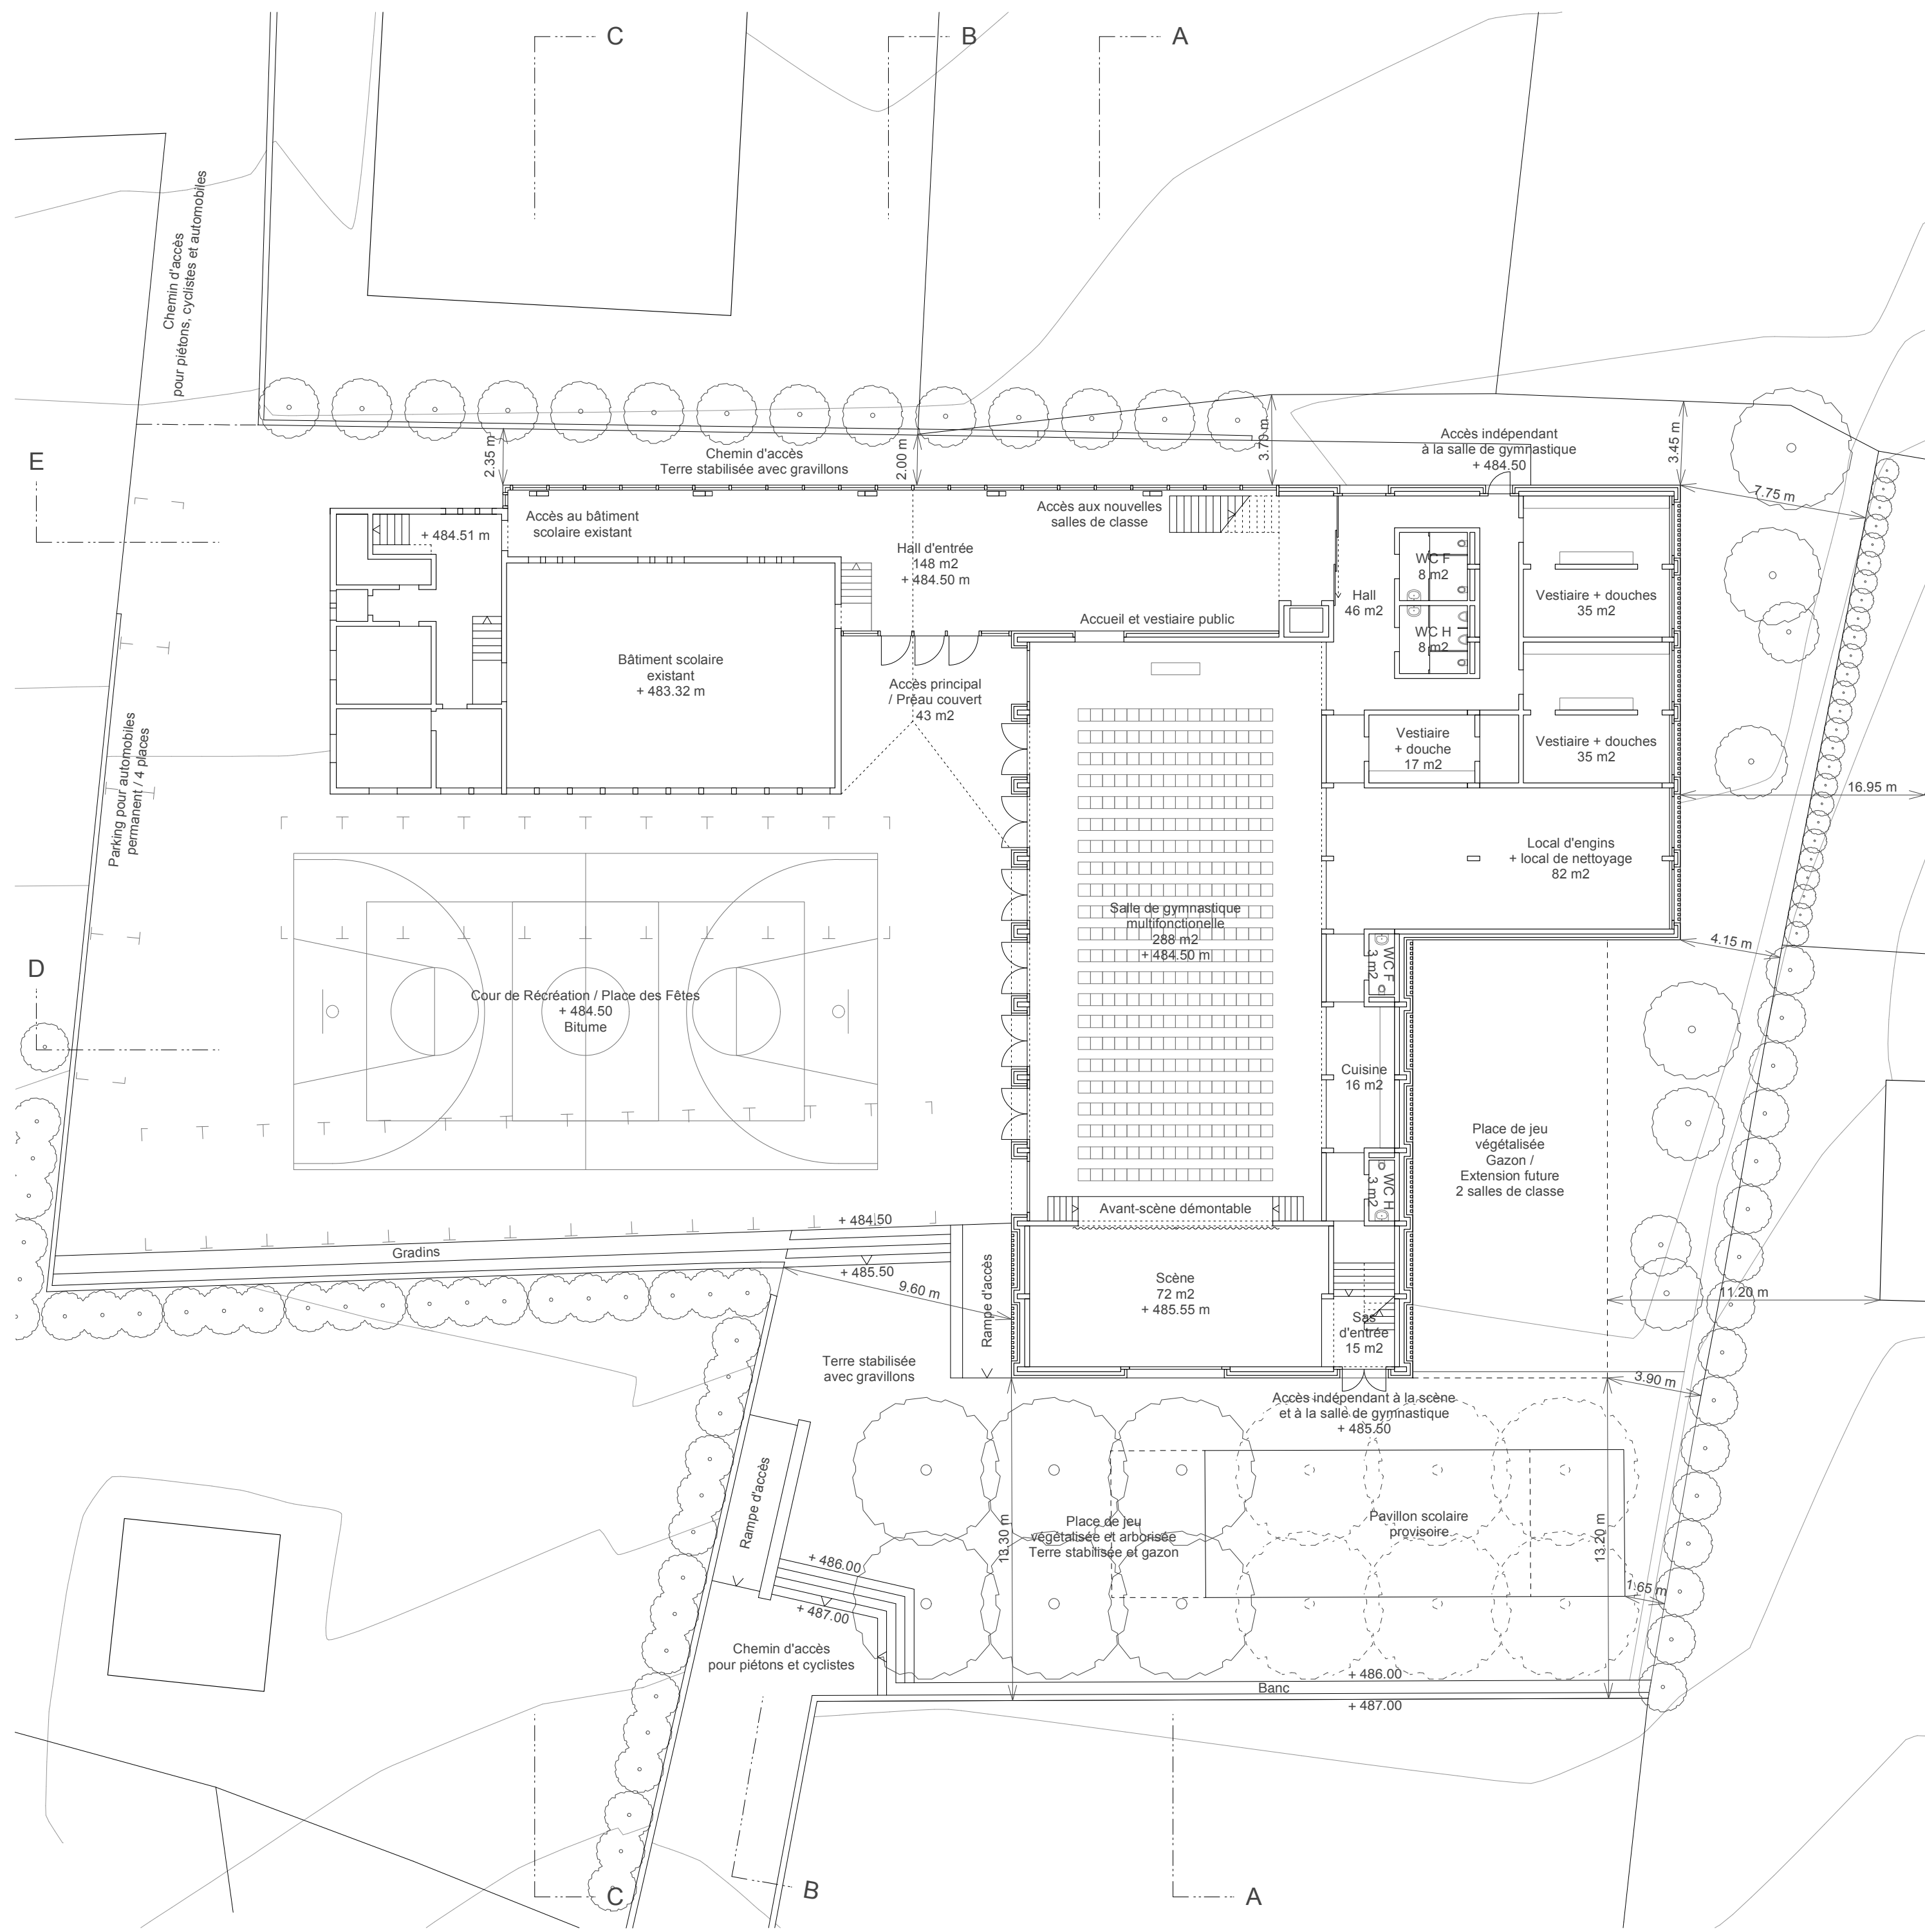 C
B
A
Chemin d'accès
pour piétons, cyclistes et automobiles
E
2.35 m
Chemin d'accès
Terre stabilisée avec gravillons
2.00 m
3.70 m
Accès indépendant
à la salle de gymnastique
+ 484.50
3.45 m
7.75 m
+ 484.51 m
Accès au bâtiment
scolaire existant
Accès aux nouvelles
salles de classe
Hall d'entrée
148 m2
+ 484.50 m
Accueil et vestiaire public
Hall
46 m2
WC F
8 m2
WC H
8 m2
Vestiaire + douches
35 m2
Bâtiment scolaire
existant
+ 483.32 m
Accès principal
/ Préau couvert
43 m2
Vestiaire
+ douche
17 m2
Vestiaire + douches
35 m2
Parking pour automobiles
permanent / 4 places
16.95 m
Local d'engins
+ local de nettoyage
82 m2
Salle de gymnastique
multifonctionelle
288 m2
+ 484.50 m
WC F
3 m2
4.15 m
D
Cour de Récréation / Place des Fêtes
+ 484.50
Bitume
Cuisine
16 m2
Place de jeu
végétalisée
Gazon /
Extension future
2 salles de classe
WC H
3 m2
Avant-scène démontable
+ 484.50
Gradins
+ 485.50
9.60 m
Rampe d'accès
Scène
72 m2
+ 485.55 m
Sas
d'entrée
15 m2
11.20 m
Terre stabilisée
avec gravillons
3.90 m
Accès indépendant à la scène
et à la salle de gymnastique
+ 485.50
Rampe d'accès
13.30 m
Place de jeu
végétalisée et arborisée
Terre stabilisée et gazon
Pavillon scolaire
provisoire
13.20 m
1.65 m
+ 486.00
+ 487.00
Chemin d'accès
pour piétons et cyclistes
+ 486.00
Banc
+ 487.00
C
B
A